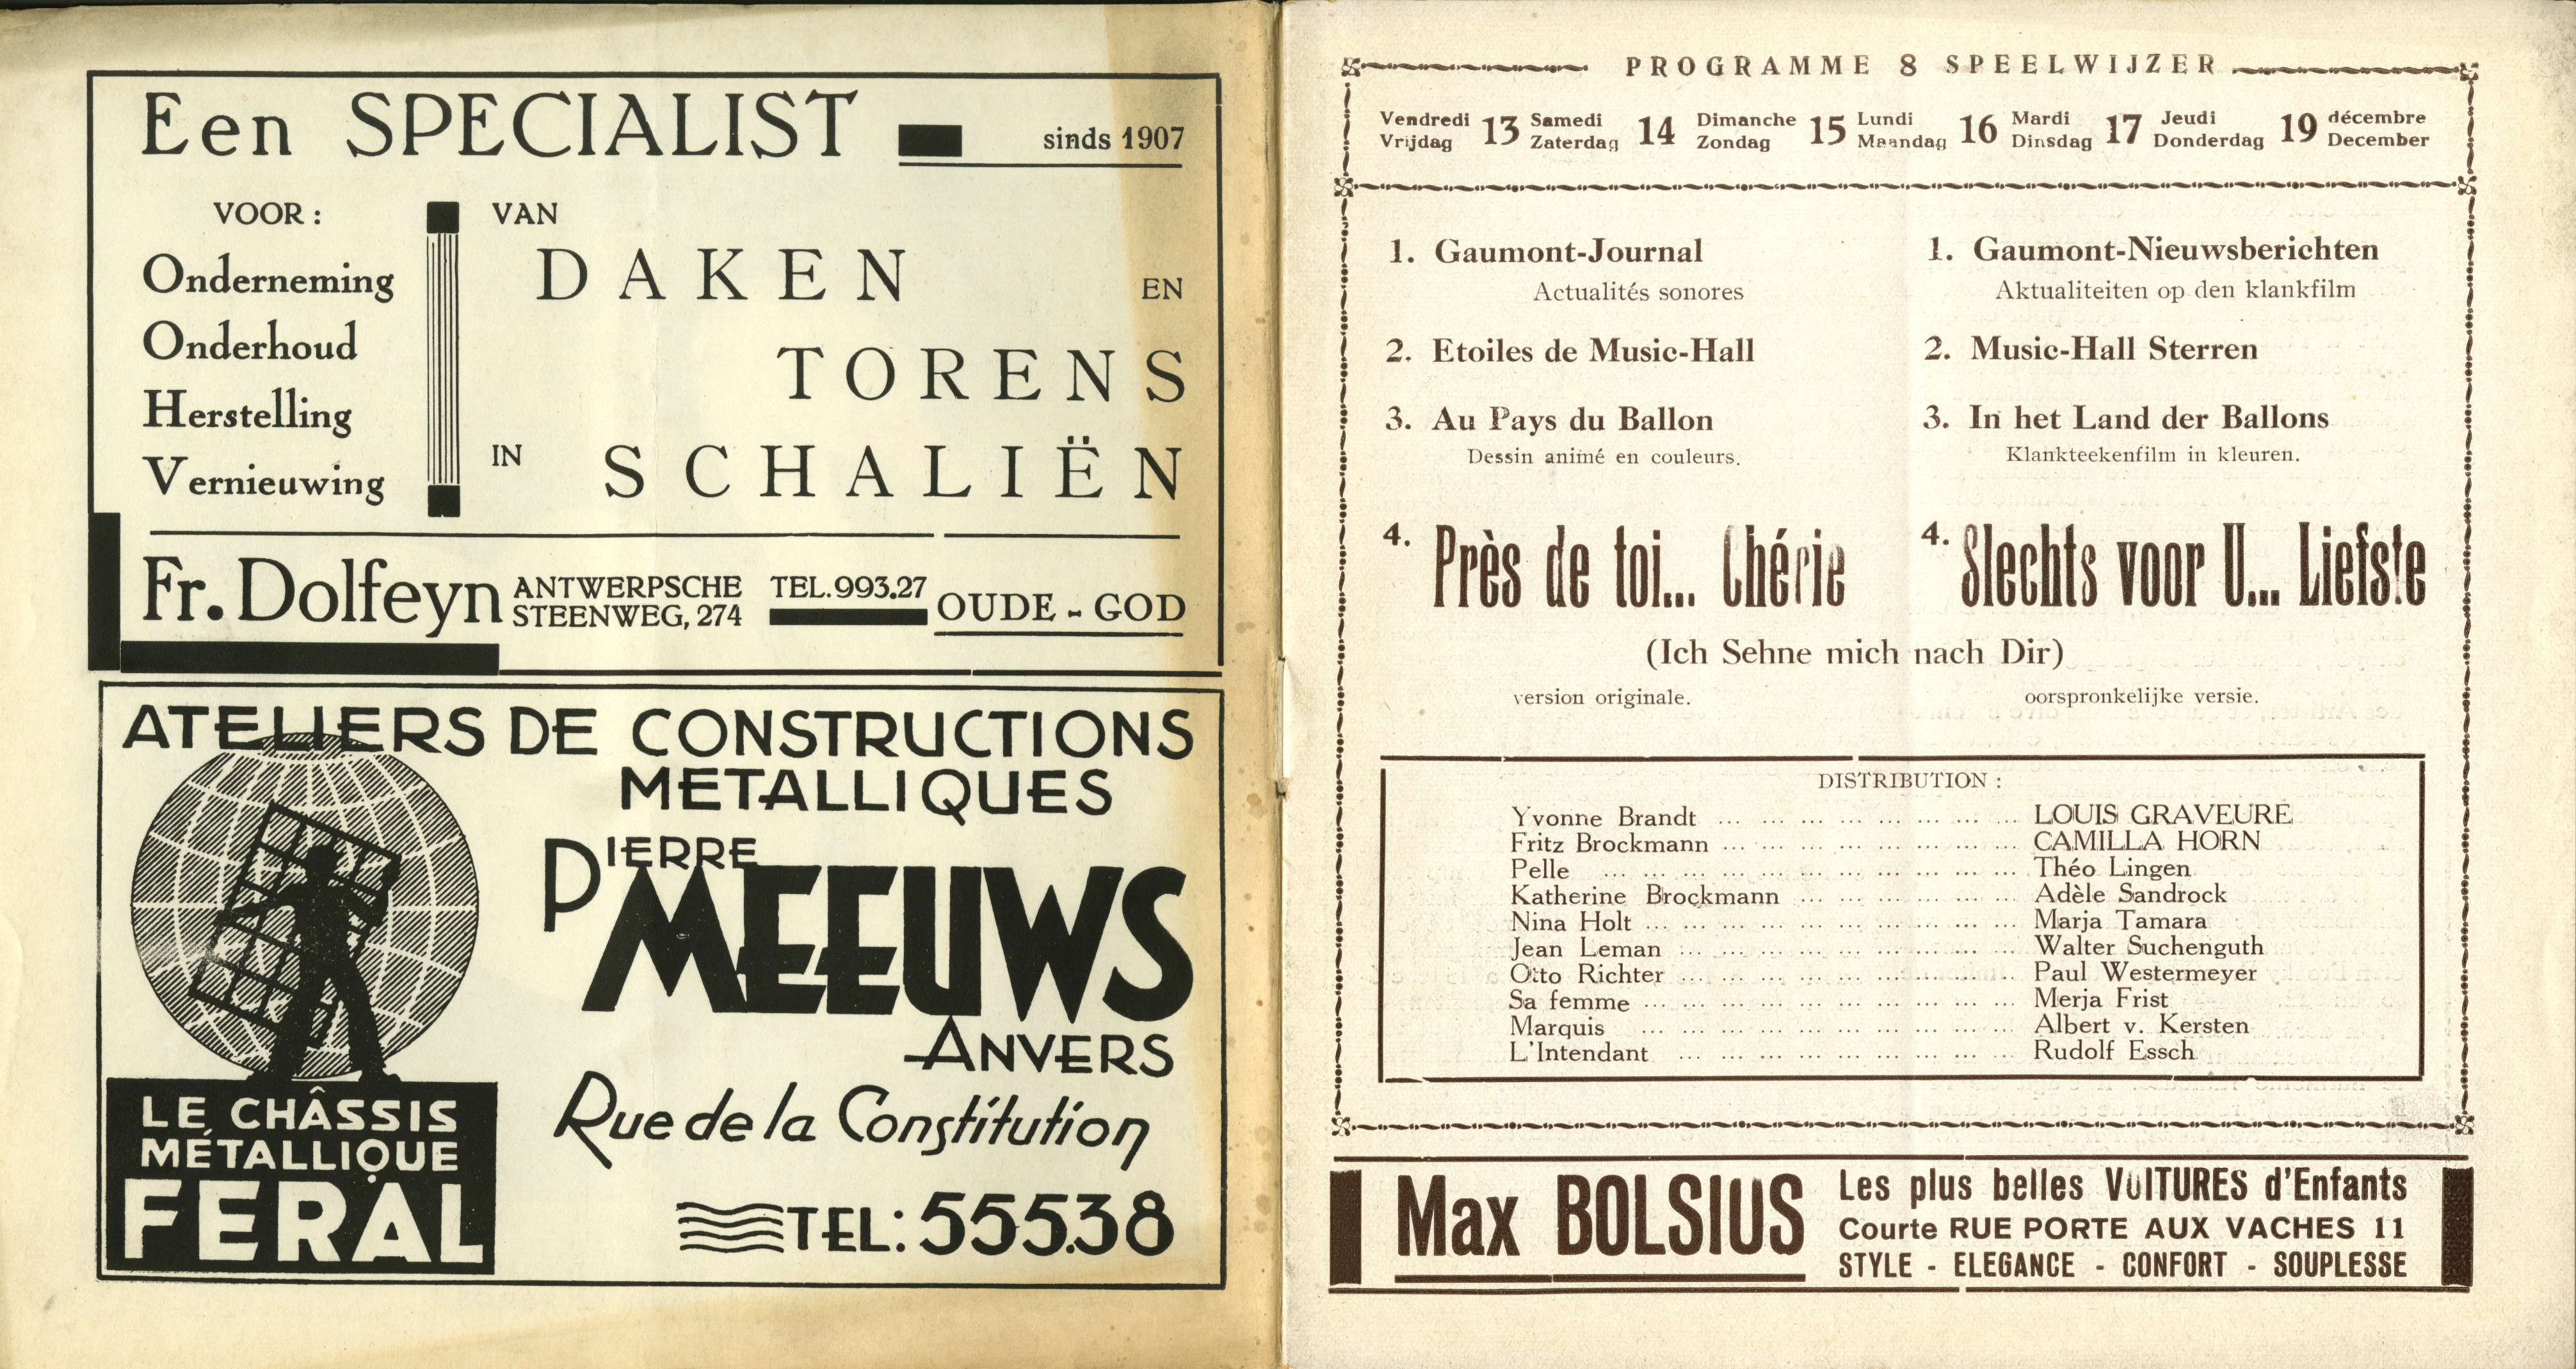 Een SPECIALIST sinds 1907
VOOR :
Onderneming
Onderhoud
Herstelling
Vernieuwing
VAN
DAKEN EN
TORENS
IN SCHALIËN
Fr. Dolfeyn ANTWERPSCHE STEENWEG, 274 TEL. 993.27 OUDE - GOD
ATELIERS DE CONSTRUCTIONS
METALLIQUES
PIERRE
MEEUWS
ANVERS
Rue de la Constitution
TEL: 555.38
LE CHÂSSIS
MÉTALLIQUE
FERAL
PROGRAMME 8 SPEELWIJZER
Vendredi 13 Samedi 14 Dimanche 15 Lundi 16 Mardi 17 Jeudi 19 décembre
Vrijdag Zaterdag Zondag Maandag Dinsdag Donderdag December
1. Gaumont-Journal
Actualités sonores
2. Etoiles de Music-Hall
3. Au Pays du Ballon
Dessin animé en couleurs.
4. Près de toi... Chérie
1. Gaumont-Nieuwsberichten
Aktualiteiten op den klankfilm
2. Music-Hall Sterren
3. In het Land der Ballons
Klankteekenfilm in kleuren.
4. Slechts voor U... Liefste
(Ich Sehne mich nach Dir)
version originale. oorspronkelijke versie.
DISTRIBUTION :
Yvonne Brandt ... LOUIS GRAVEURE
Fritz Brockmann ... CAMILLA HORN
Pelle ... Théo Lingen
Katherine Brockmann ... Adèle Sandrock
Nina Holt ... Marja Tamara
Jean Leman ... Walter Suchenguth
Otto Richter ... Paul Westermeyer
Sa femme ... Merja Frist
Marquis ... Albert v. Kersten
L'Intendant ... Rudolf Essch
Max BOLSIUS
Les plus belles VOITURES d'Enfants
Courte RUE PORTE AUX VACHES 11
STYLE - ELEGANCE - CONFORT - SOUPLESSE